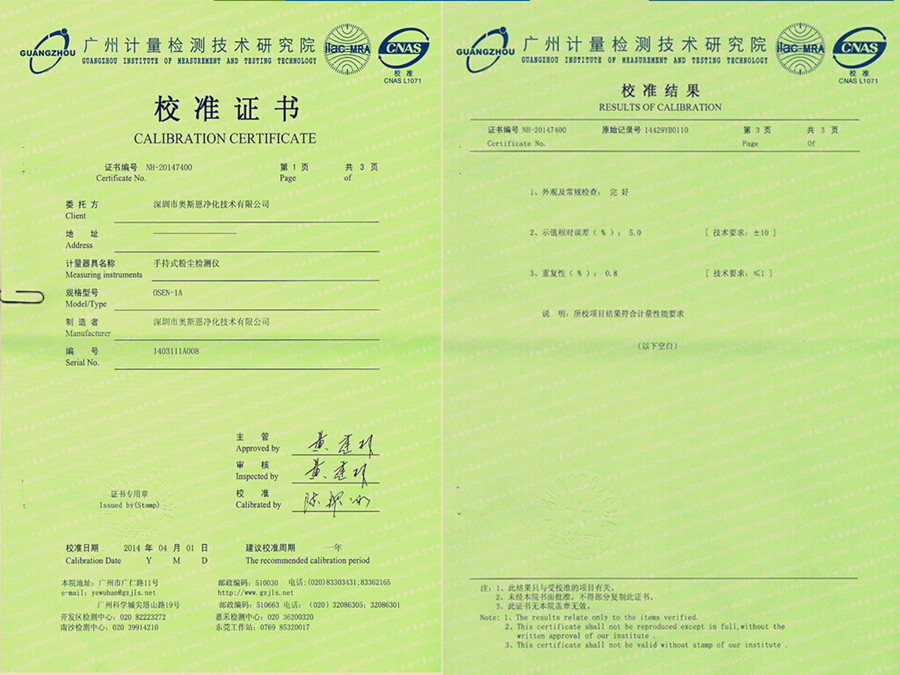 GUANGZHOU
广州计量检测技术研究院
GUANGZHOU INSTITUTE OF MEASUREMENT AND TESTING TECHNOLOGY
ilac-MRA
CNAS
校 准
CNAS L1071
校 准 证 书
CALIBRATION CERTIFICATE
证书编号 NH-20147400 第 1 页 共 3 页
Certificate No. Page of
委 托 方 深圳市奥斯恩净化技术有限公司
Client
地 址
Address
计量器具名称 手持式粉尘检测仪
Measuring instruments
规格型号 OSEN-1A
Model/Type
制 造 者 深圳市奥斯恩净化技术有限公司
Manufacturer
编 号 1403111A008
Serial No.
主 管
Approved by
审 核
Inspected by
校 准
Calibrated by
证书专用章
Issued by(Stamp)
校准日期 2014 年 04 月 01 日 建议校准周期 一年
Calibration Date Y M D The recommended calibration period
本院地址：广州市广仁路11号 邮政编码：510030 电话：(020)83303431;83362165
e-mail: yewuban@gzjls.net http://www.gzjls.net
广州科学城尖塔山路19号 邮政编码：510663 电话：(020) 32086305; 32086301
开发区检测中心：020 82223272 嘉禾检测中心：020 36200320
南沙检测中心：020 39914210 东莞工作站：0769 85320017
GUANGZHOU
广州计量检测技术研究院
GUANGZHOU INSTITUTE OF MEASUREMENT AND TESTING TECHNOLOGY
ilac-MRA
CNAS
校 准
CNAS L1071
校 准 结 果
RESULTS OF CALIBRATION
证书编号 NH-20147400 原始记录号 14429YB0110 第 3 页 共 3 页
Certificate No. Page Of
1、外观及常规检查： 完 好
2、示值相对误差（ % ）： 5.0 [ 技术要求：±10 ]
3、重复性（ % ）： 0.8 [ 技术要求：≤1 ]
说 明：所校项目结果符合计量性能要求
（以下空白）
注：1、此结果只与受校准的项目有关。
2、未经本院书面批准，不得部分复制此证书。
3、此证书无本院盖章无效。
Note: 1、The results relate only to the items verified.
2、This certificate shall not be reproduced except in full,without the
written approval of our institute .
3、This certificate shall not be valid without stamp of our institute .